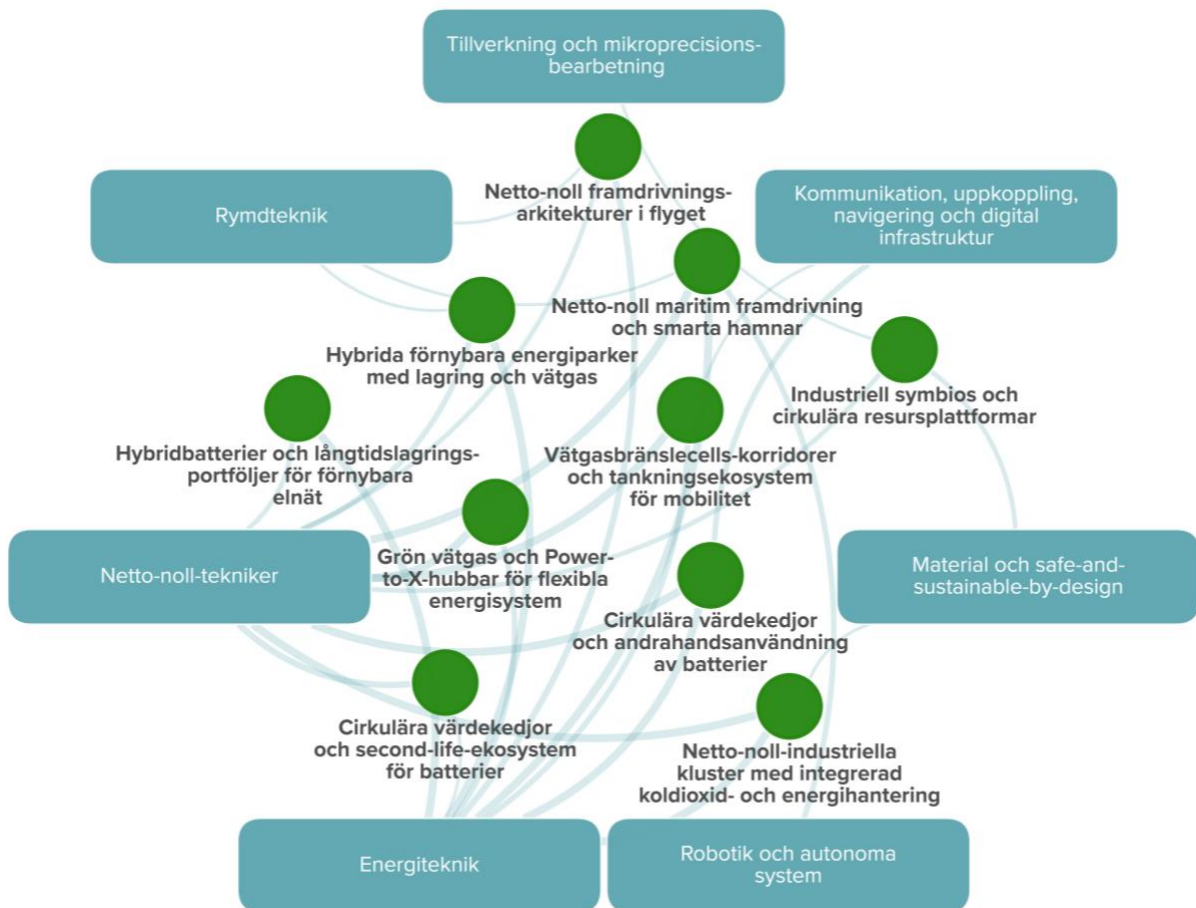 Tillverkning och mikroprecisions-
bearbetning
Netto-noll framdrivnings-
arkitekturer i flyget
Rymdteknik
Kommunikation, uppkoppling,
navigering och digital
infrastruktur
Netto-noll maritim framdrivning
och smarta hamnar
Hybrida förnybara energiparker
med lagring och vätgas
Industriell symbios och
cirkulära resursplattformar
Hybridbatterier och långtidslagrings-
portföljer för förnybara
elnät
Vätgasbränslecells-korridorer
och tankningsekosystem
för mobilitet
Netto-noll-tekniker
Grön vätgas och Power-
to-X-hubbar för flexibla
energisystem
Material och safe-and-
sustainable-by-design
Cirkulära värdekedjor
och andrahandsanvändning
av batterier
Cirkulära värdekedjor
och second-life-ekosystem
för batterier
Netto-noll-industriella
kluster med integrerad
koldioxid- och energihantering
Energiteknik
Robotik och autonoma
system